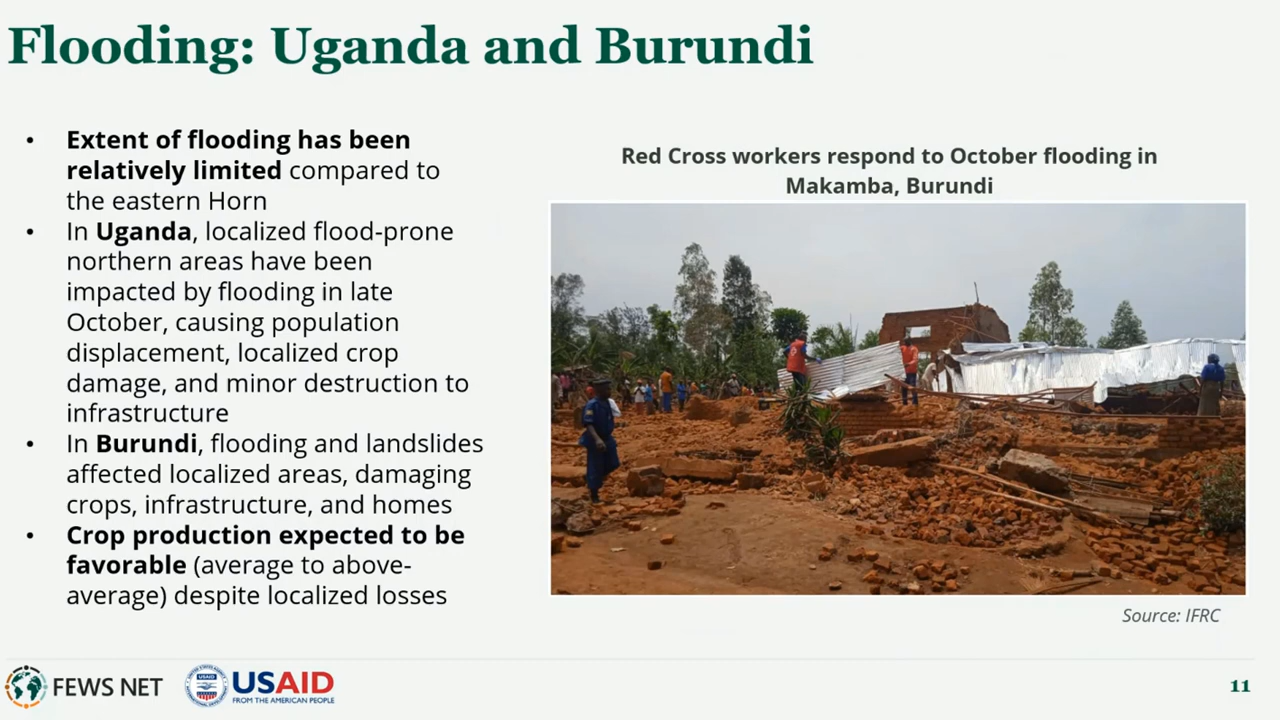 Flooding: Uganda and Burundi
• Extent of flooding has been
relatively limited compared to
the eastern Horn
• In Uganda, localized flood-prone
northern areas have been
impacted by flooding in late
October, causing population
displacement, localized crop
damage, and minor destruction to
infrastructure
• In Burundi, flooding and landslides
affected localized areas, damaging
crops, infrastructure, and homes
• Crop production expected to be
favorable (average to above-
average) despite localized losses
Red Cross workers respond to October flooding in
Makamba, Burundi
Source: IFRC
FEWS NET
USAID
FROM THE AMERICAN PEOPLE
11